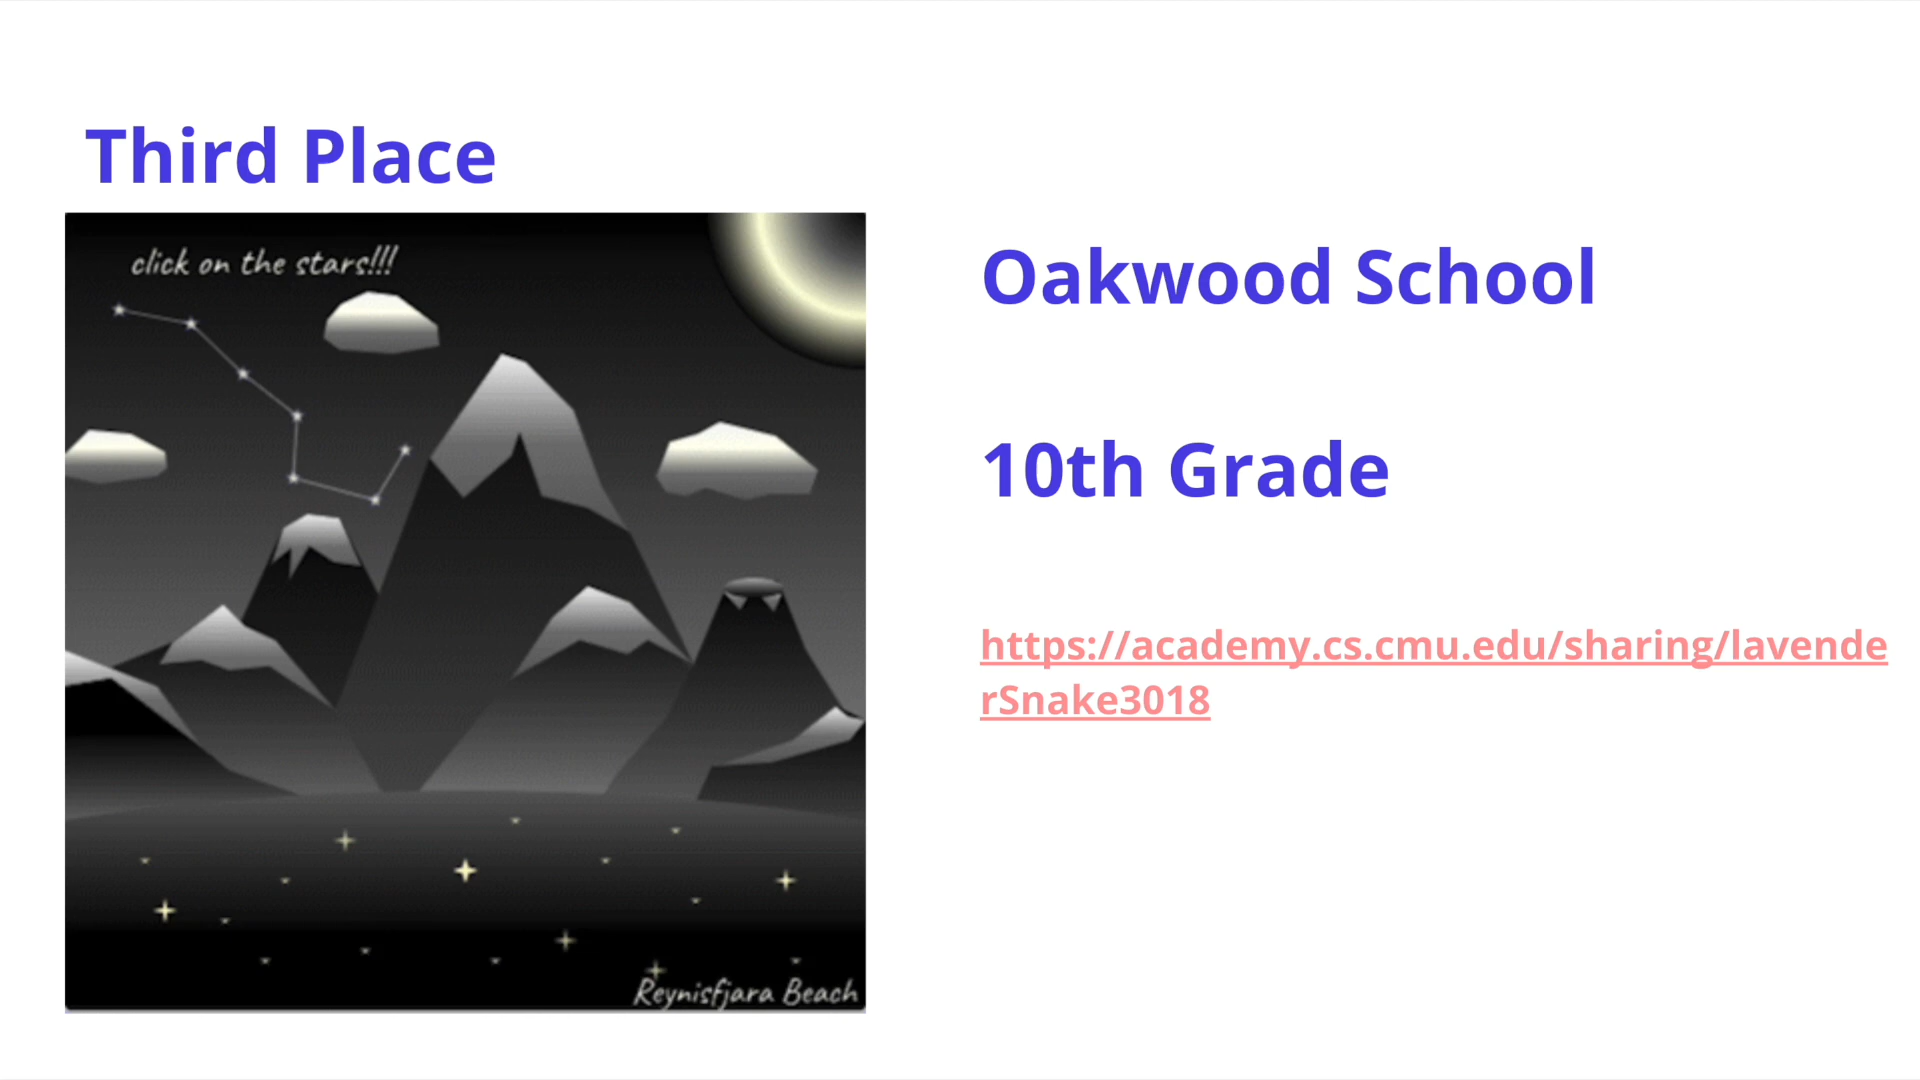 Third Place
click on the stars!!!
Reynisfjara Beach
Oakwood School
10th Grade
https://academy.cs.cmu.edu/sharing/lavende
rSnake3018